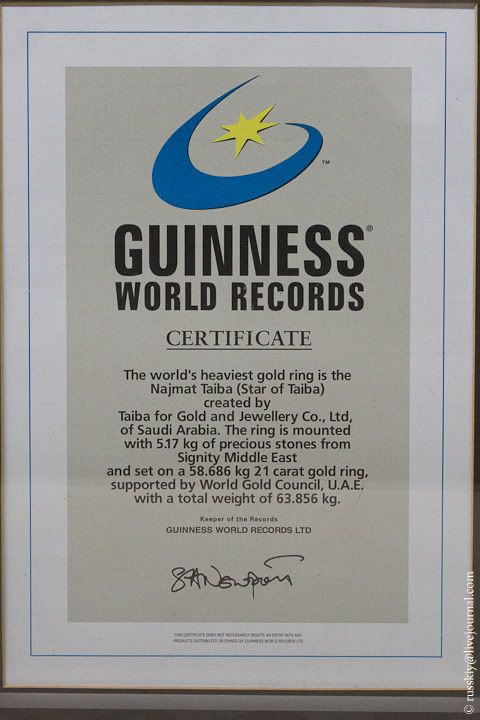 ™
GUINNESS®
WORLD RECORDS
CERTIFICATE
The world's heaviest gold ring is the
Najmat Taiba (Star of Taiba)
created by
Taiba for Gold and Jewellery Co., Ltd,
of Saudi Arabia. The ring is mounted
with 5.17 kg of precious stones from
Signity Middle East
and set on a 58.686 kg 21 carat gold ring,
supported by World Gold Council, U.A.E.
with a total weight of 63.856 kg.
Keeper of the Records
GUINNESS WORLD RECORDS LTD
THIS CERTIFICATE DOES NOT NECESSARILY DENOTE AN ENTRY INTO ANY
PRODUCTS DISTRIBUTED OR OWNED BY GUINNESS WORLD RECORDS LTD
© russkiy@livejournal.com